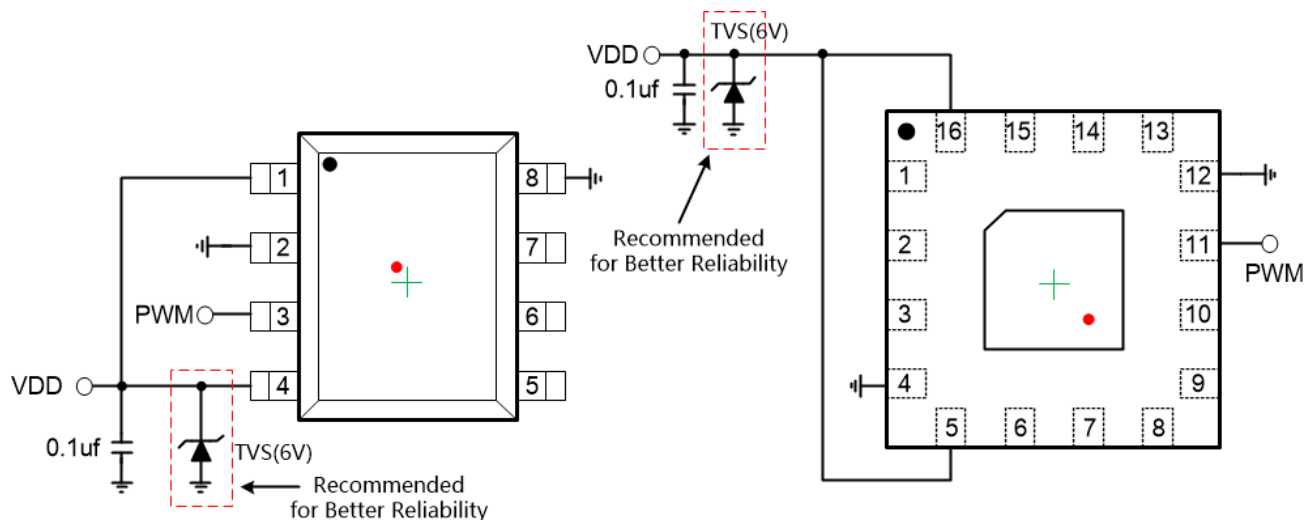 VDD
0.1uf
TVS(6V)
Recommended
for Better Reliability
1
2
3
4
5
6
7
8
PWM
VDD
0.1uf
TVS(6V)
Recommended
for Better Reliability
16
15
14
13
1
2
3
4
5
6
7
8
9
10
11
12
PWM